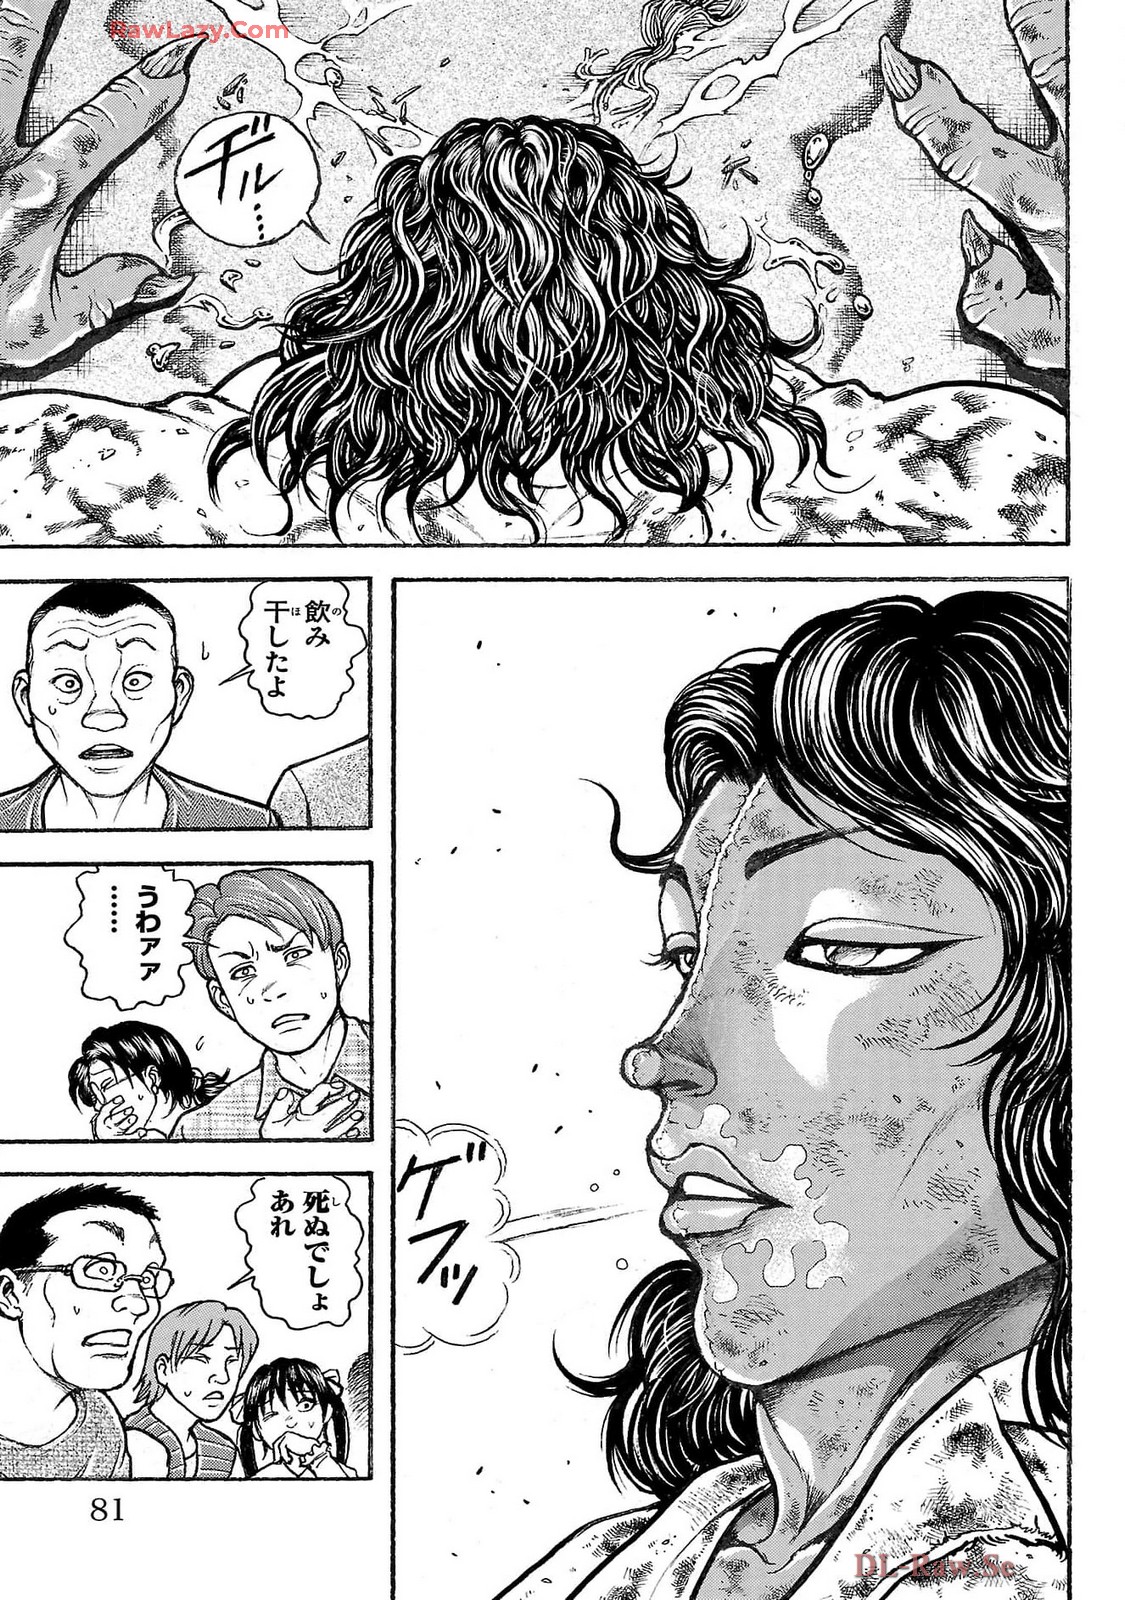 RawLazy.Com
ギル……
ゲフッ
飲み
干したよ
うわァァ
……
死ぬでしょ
あれ
81
DL-Raw.Se